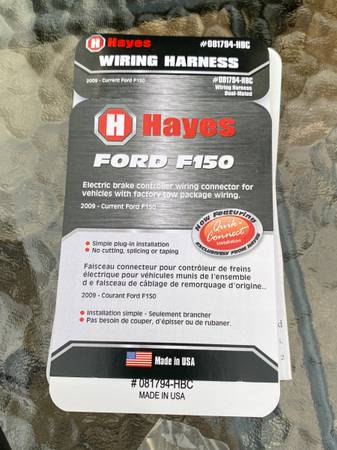 H Hayes
#081794-HBC
WIRING HARNESS
2009 - Current Ford F150
#081794-HBC
Wiring Harness
Dual-Mated
H Hayes
FORD F150
Electric brake controller wiring connector for
vehicles with factory tow package wiring.
2009 - Current Ford F150
Now Featuring
Quik-
Connect
Installation
Exclusively From Hayes
• Simple plug-in installation
• No cutting, splicing or taping
Faisceau connecteur pour contrôleur de freins
électrique pour véhicules munis de l'ensemble
d e faisceau de câblage de remorquage d'origine..
2009 - Courant Ford F150
• Installation simple - Seulement brancher
• Pas besoin de couper, d'épisser ou de rubaner.
Made in USA
# 081794-HBC
MADE IN USA